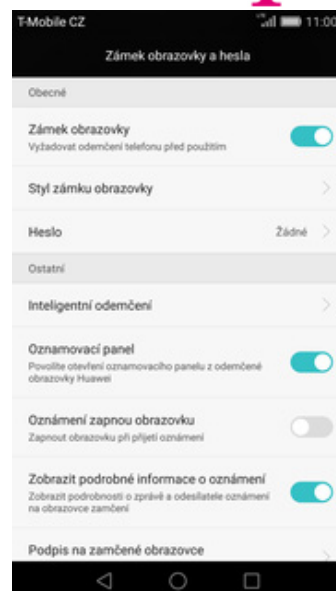 T-Mobile CZ 11:00
Zámek obrazovky a hesla
Obecné
Zámek obrazovky
Vyžadovat odemčení telefonu před použitím
Styl zámku obrazovky
Heslo Žádné
Ostatní
Inteligentní odemčení
Oznamovací panel
Povolíte otevření oznamovacího panelu z odemčené
obrazovky Huawei
Oznámení zapnou obrazovku
Zapnout obrazovku při přijetí oznámení
Zobrazit podrobné informace o oznámení
Zobrazit podrobnosti o zprávě a odesílatele oznámení
na obrazovce zamčení
Podpis na zamčené obrazovce